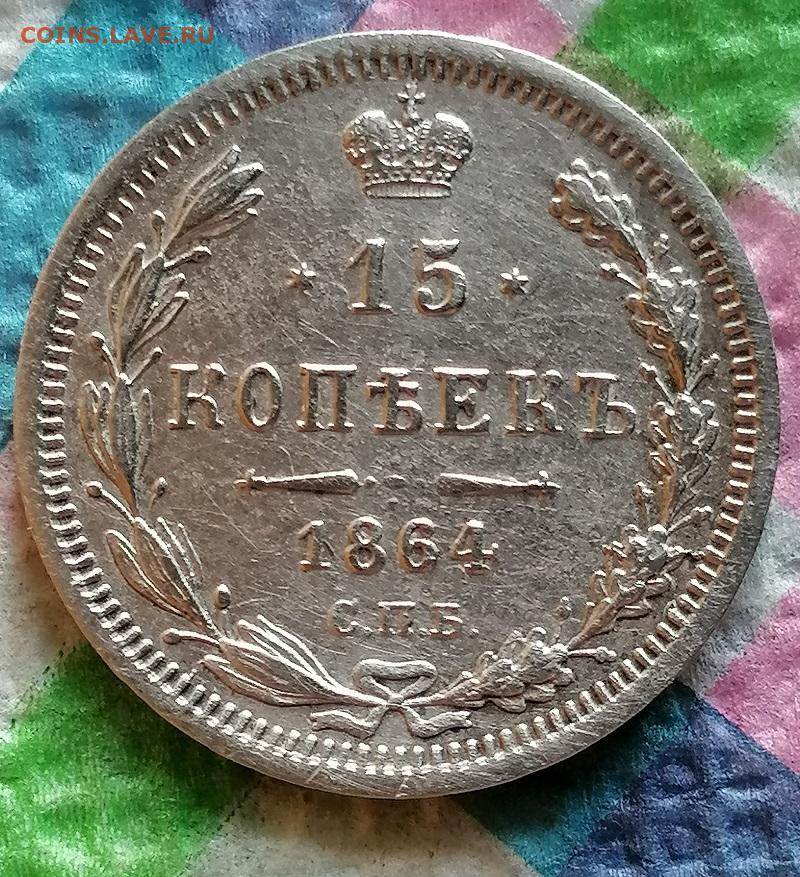 COINS.LAVE.RU
* 15 *
КОПѢЕКЪ
1864
С.П.Б.